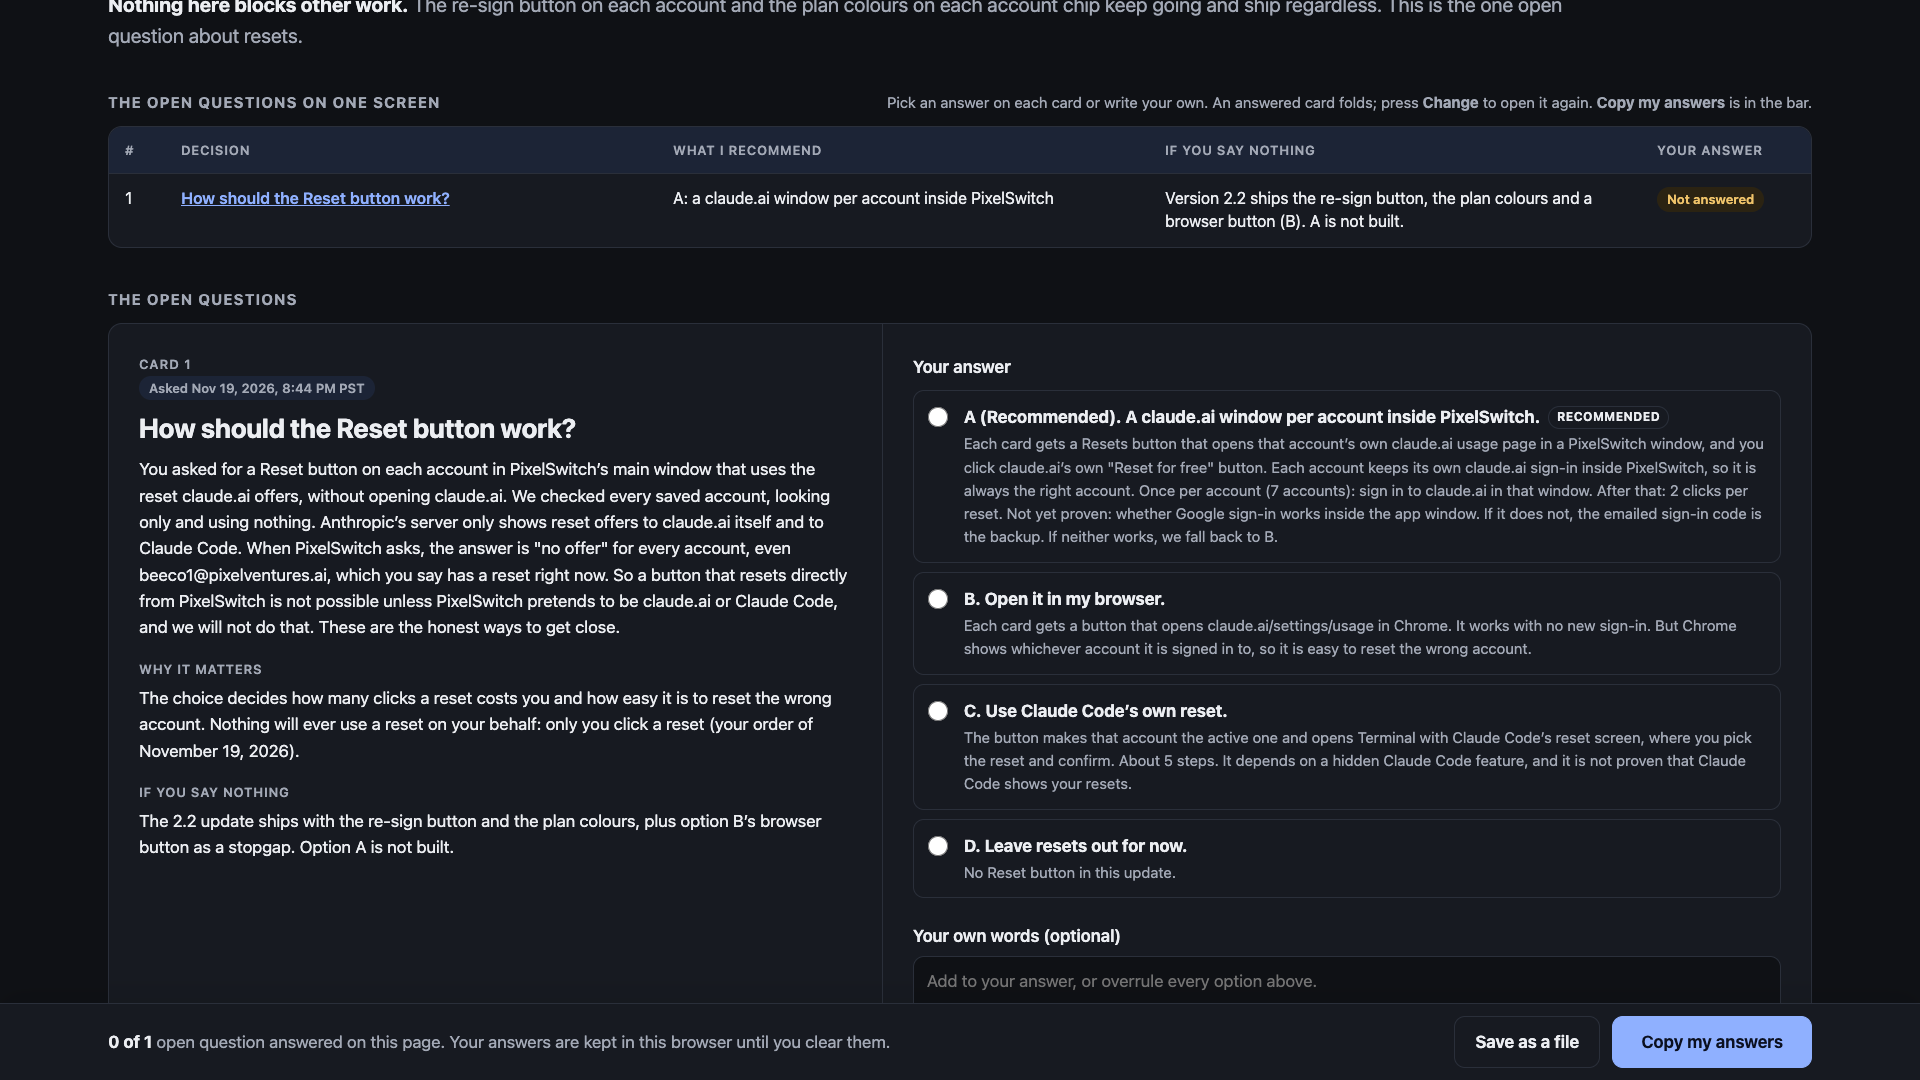 Nothing here blocks other work. The re-sign button on each account and the plan colours on each account chip keep going and ship regardless. This is the one open
question about resets.
THE OPEN QUESTIONS ON ONE SCREEN
Pick an answer on each card or write your own. An answered card folds; press Change to open it again. Copy my answers is in the bar.
# DECISION WHAT I RECOMMEND IF YOU SAY NOTHING YOUR ANSWER
1 How should the Reset button work? A: a claude.ai window per account inside PixelSwitch Version 2.2 ships the re-sign button, the plan colours and a Not answered
browser button (B). A is not built.
THE OPEN QUESTIONS
CARD 1
Asked Nov 19, 2026, 8:44 PM PST
How should the Reset button work?
You asked for a Reset button on each account in PixelSwitch’s main window that uses the
reset claude.ai offers, without opening claude.ai. We checked every saved account, looking
only and using nothing. Anthropic’s server only shows reset offers to claude.ai itself and to
Claude Code. When PixelSwitch asks, the answer is "no offer" for every account, even
beeco1@pixelventures.ai, which you say has a reset right now. So a button that resets directly
from PixelSwitch is not possible unless PixelSwitch pretends to be claude.ai or Claude Code,
and we will not do that. These are the honest ways to get close.
WHY IT MATTERS
The choice decides how many clicks a reset costs you and how easy it is to reset the wrong
account. Nothing will ever use a reset on your behalf: only you click a reset (your order of
November 19, 2026).
IF YOU SAY NOTHING
The 2.2 update ships with the re-sign button and the plan colours, plus option B’s browser
button as a stopgap. Option A is not built.
Your answer
A (Recommended). A claude.ai window per account inside PixelSwitch. RECOMMENDED
Each card gets a Resets button that opens that account’s own claude.ai usage page in a PixelSwitch window, and you
click claude.ai’s own "Reset for free" button. Each account keeps its own claude.ai sign-in inside PixelSwitch, so it is
always the right account. Once per account (7 accounts): sign in to claude.ai in that window. After that: 2 clicks per
reset. Not yet proven: whether Google sign-in works inside the app window. If it does not, the emailed sign-in code is
the backup. If neither works, we fall back to B.
B. Open it in my browser.
Each card gets a button that opens claude.ai/settings/usage in Chrome. It works with no new sign-in. But Chrome
shows whichever account it is signed in to, so it is easy to reset the wrong account.
C. Use Claude Code’s own reset.
The button makes that account the active one and opens Terminal with Claude Code’s reset screen, where you pick
the reset and confirm. About 5 steps. It depends on a hidden Claude Code feature, and it is not proven that Claude
Code shows your resets.
D. Leave resets out for now.
No Reset button in this update.
Your own words (optional)
Add to your answer, or overrule every option above.
0 of 1 open question answered on this page. Your answers are kept in this browser until you clear them.
Save as a file
Copy my answers